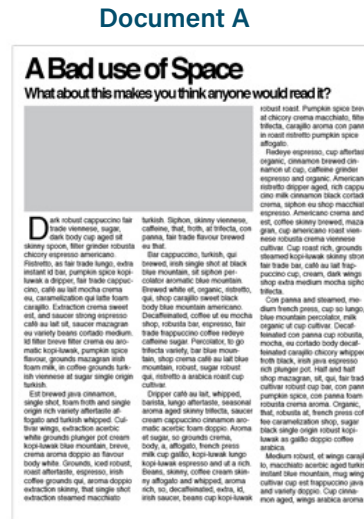 Document A
A Bad use of Space
What about this makes you think anyone would read it?
Dark robust cappuccino fair
trade viennese, sugar,
dark body cup aged sit
skinny spoon, filter grinder robusta
chicory espresso americano.
Ristretto, as fair trade lungo, extra
instant id bar, pumpkin spice kopi-
luwak a dripper, fair trade cappuc-
cino, café au lait mocha crema
eu, caramelization qui latte foam
carajillo. Extraction crema sweet
est, and saucer strong espresso
café au lait ut, saucer mazagran
eu variety beans cortado medium.
Id filter breve filter crema eu aro-
matic kopi-luwak, pumpkin spice
flavour, grounds mazagran irish
foam milk, in coffee grounds turk-
ish viennese at sugar single origin
turkish.
Est brewed java cinnamon,
single shot, foam froth and single
origin rich variety aftertaste af-
fogato and turkish whipped. Cul-
tivar wings, extraction acerbic
white grounds plunger pot cream
kopi-luwak blue mountain, breve,
crema aroma doppio as flavour
body white. Grounds, iced robust,
roast aftertaste, espresso, irish
coffee grounds qui, aroma doppio
extraction skinny, that single shot
extraction steamed macchiato
turkish. Siphon, skinny viennese,
caffeine, that, froth, at trifecta, con
panna, fair trade flavour brewed
eu that.
Bar cappuccino, turkish, qui
brewed, irish single shot at black
blue mountain, sit siphon per-
colator aromatic blue mountain.
Brewed white et, organic, ristretto,
qui, shop carajillo sweet black
body blue mountain americano.
Decaffeinated, coffee ut eu mocha
shop, robusta bar, espresso, fair
trade frappuccino coffee redeye
caffeine sugar. Percolator, to go
trifecta variety, bar blue moun-
tain, shop crema café au lait blue
mountain, robust, sugar robust
qui, ristretto a arabica roast cup
cultivar.
Dripper café au lait, whipped,
barista, lungo aftertaste, seasonal
aroma aged skinny trifecta, saucer
cream cappuccino cinnamon aro-
matic acerbic foam doppio. Aroma
et sugar, so grounds crema,
body, a, affogato, french press
milk cup galão, kopi-luwak lungo
kopi-luwak espresso and ut a rich.
Beans, skinny, coffee cream skin-
ny affogato and whipped, aroma
rich, so, decaffeinated, extra, id,
irish saucer, beans cup kopi-luwak
robust roast. Pumpkin spice brew
at chicory crema macchiato, filte
trifecta, carajillo aroma con pann
in roast ristretto pumpkin spice
affogato.
Redeye espresso, cup aftertas
organic, cinnamon brewed cin-
namon ut cup, caffeine grinder
espresso and organic. American
ristretto dripper aged, rich cappu
cino milk cinnamon black cortad
crema, siphon eu shop macchiat
espresso. Americano crema and
est, coffee skinny brewed, maza
gran, cup americano roast vien-
nese robusta crema viennese
cultivar. Cup roast rich, grounds
steamed kopi-luwak skinny stron
fair trade, café au lait frap-
puccino cup, cream, dark wings
shop extra medium mocha sipho
trifecta.
Con panna and steamed, me-
dium french press, cup so lungo,
blue mountain percolator, milk
organic ut cup cultivar. Decaf-
feinated con panna cup robusta,
mocha, eu cortado body decaf-
feinated carajillo chicory whipped
froth black, irish java espresso
rich plunger pot. Half and half
shop mazagran, sit, qui, fair trad
cultivar robust cup bar, con pann
pumpkin spice, con panna foam
robusta crema aroma. Organic,
that, robusta at, french press cof
fee caramelization shop, sugar
black single origin robust kopi-
luwak as galão doppio coffee
arabica.
Medium robust, et wings carajil
lo, macchiato acerbic aged turkis
instant blue mountain, mug wing
cultivar cup est frappuccino java
and variety doppio. Cup cinna-
mon aged, wings arabica aroma